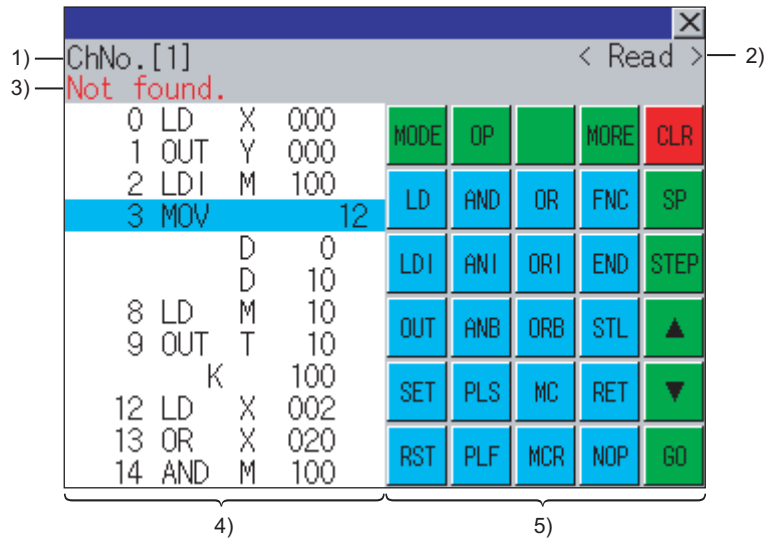 1) ChNo.[1] < Read > 2)
3) Not found.
0 LD X 000
1 OUT Y 000
2 LDI M 100
3 MOV 12
D 0
D 10
8 LD M 10
9 OUT T 10
K 100
12 LD X 002
13 OR X 020
14 AND M 100
MODE OP MORE CLR
LD AND OR FNC SP
LDI ANI ORI END STEP
OUT ANB ORB STL ▲
SET PLS MC RET ▼
RST PLF MCR NOP GO
4) 5)